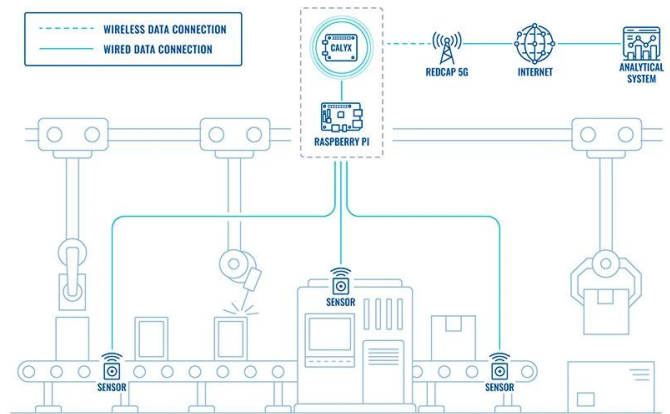 WIRELESS DATA CONNECTION
WIRED DATA CONNECTION
CALYX
REDCAP 5G
INTERNET
ANALYTICAL
SYSTEM
RASPBERRY PI
SENSOR
SENSOR
SENSOR